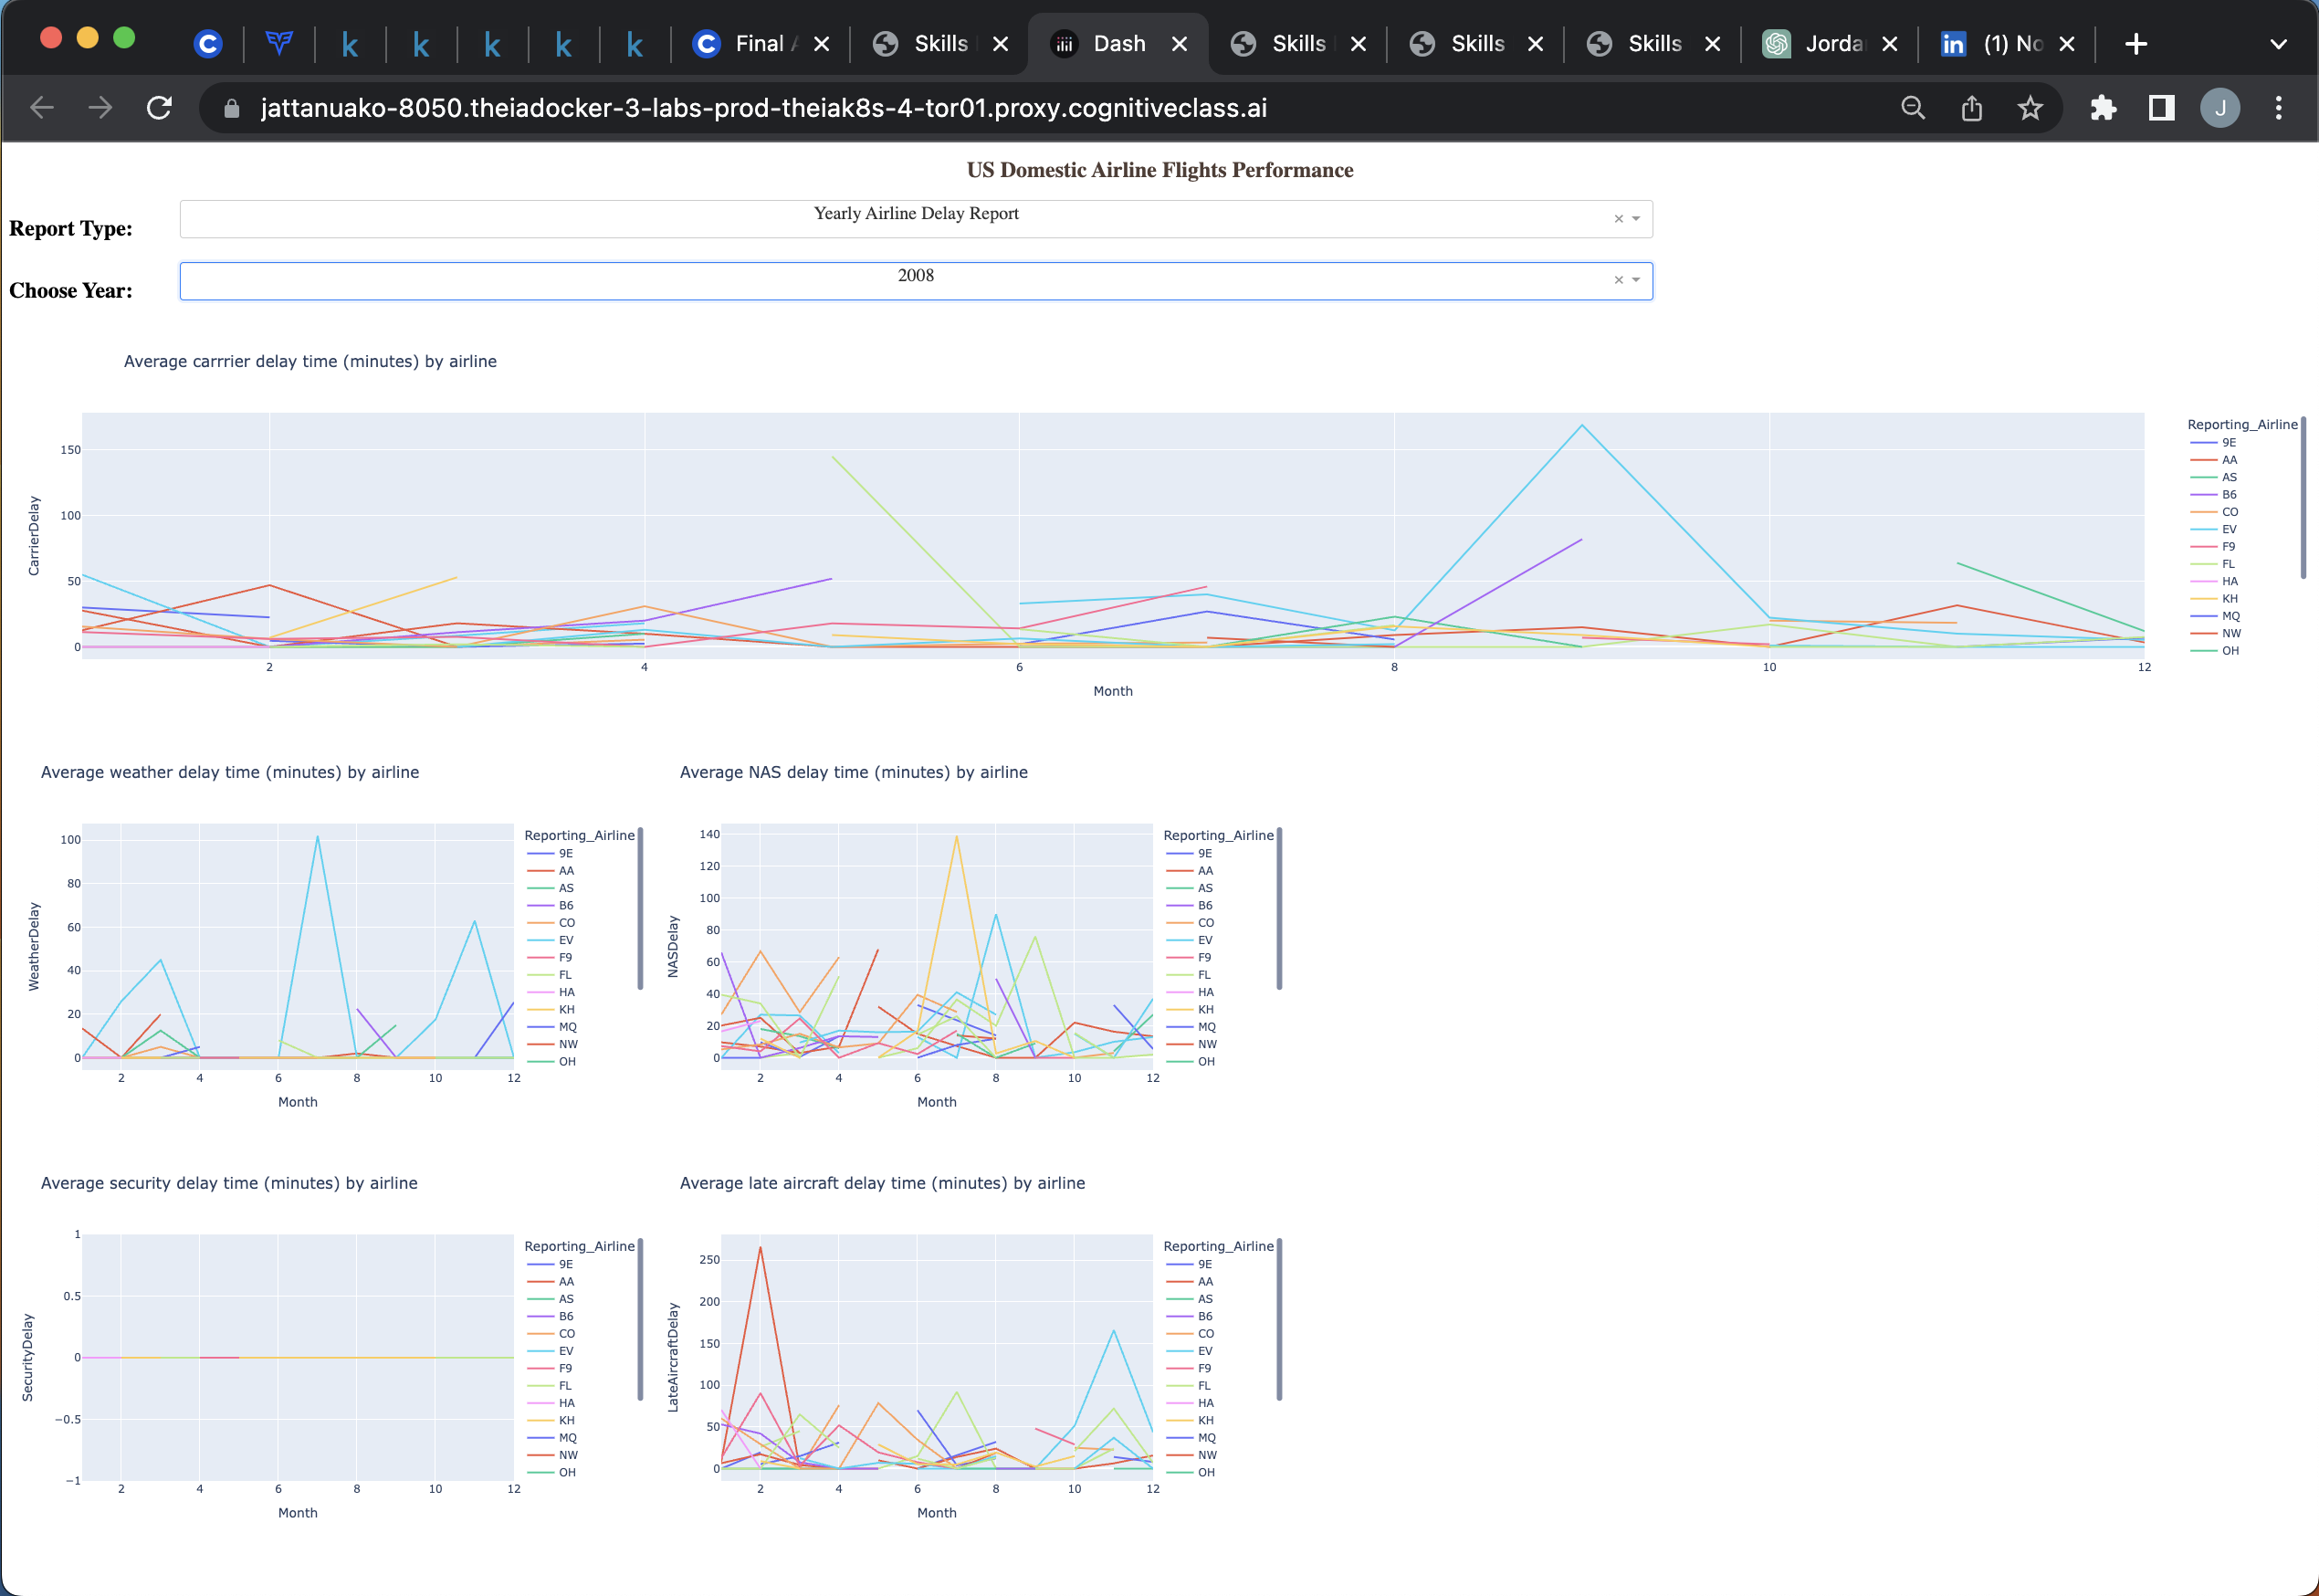 Final A
Skills
Dash
Skills
Skills
Skills
Jorda
(1) No
jattanuako-8050.theiadocker-3-labs-prod-theiak8s-4-tor01.proxy.cognitiveclass.ai
J
US Domestic Airline Flights Performance
Report Type:
Yearly Airline Delay Report
Choose Year:
2008
Average carrrier delay time (minutes) by airline
CarrierDelay
150
100
50
0
2
4
6
8
10
12
Month
Reporting_Airline
9E
AA
AS
B6
CO
EV
F9
FL
HA
KH
MQ
NW
OH
Average weather delay time (minutes) by airline
WeatherDelay
100
80
60
40
20
0
2
4
6
8
10
12
Month
Reporting_Airline
9E
AA
AS
B6
CO
EV
F9
FL
HA
KH
MQ
NW
OH
Average NAS delay time (minutes) by airline
NASDelay
140
120
100
80
60
40
20
0
2
4
6
8
10
12
Month
Reporting_Airline
9E
AA
AS
B6
CO
EV
F9
FL
HA
KH
MQ
NW
OH
Average security delay time (minutes) by airline
SecurityDelay
1
0.5
0
−0.5
−1
2
4
6
8
10
12
Month
Reporting_Airline
9E
AA
AS
B6
CO
EV
F9
FL
HA
KH
MQ
NW
OH
Average late aircraft delay time (minutes) by airline
LateAircraftDelay
250
200
150
100
50
0
2
4
6
8
10
12
Month
Reporting_Airline
9E
AA
AS
B6
CO
EV
F9
FL
HA
KH
MQ
NW
OH